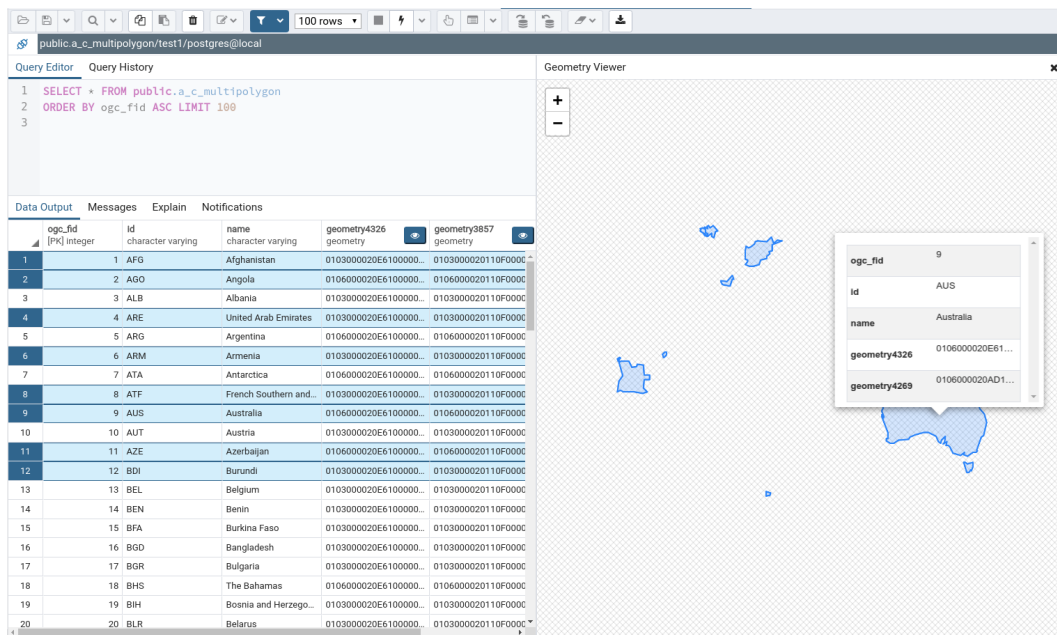 100 rows
public.a_c_multipolygon/test1/postgres@local
Query Editor Query History
1 SELECT * FROM public.a_c_multipolygon
2 ORDER BY ogc_fid ASC LIMIT 100
3
Data Output Messages Explain Notifications
ogc_fid id name geometry4326 geometry3857
[PK] integer character varying character varying geometry geometry
1 1 AFG Afghanistan 0103000020E6100000... 0103000020110F0000
2 2 AGO Angola 0106000020E6100000... 0106000020110F0000
3 3 ALB Albania 0103000020E6100000... 0103000020110F0000
4 4 ARE United Arab Emirates 0103000020E6100000... 0103000020110F0000
5 5 ARG Argentina 0106000020E6100000... 0106000020110F0000
6 6 ARM Armenia 0103000020E6100000... 0103000020110F0000
7 7 ATA Antarctica 0106000020E6100000... 0106000020110F0000
8 8 ATF French Southern and... 0103000020E6100000... 0103000020110F0000
9 9 AUS Australia 0106000020E6100000... 0106000020110F0000
10 10 AUT Austria 0103000020E6100000... 0103000020110F0000
11 11 AZE Azerbaijan 0106000020E6100000... 0106000020110F0000
12 12 BDI Burundi 0103000020E6100000... 0103000020110F0000
13 13 BEL Belgium 0103000020E6100000... 0103000020110F0000
14 14 BEN Benin 0103000020E6100000... 0103000020110F0000
15 15 BFA Burkina Faso 0103000020E6100000... 0103000020110F0000
16 16 BGD Bangladesh 0103000020E6100000... 0103000020110F0000
17 17 BGR Bulgaria 0103000020E6100000... 0103000020110F0000
18 18 BHS The Bahamas 0106000020E6100000... 0106000020110F0000
19 19 BIH Bosnia and Herzego... 0103000020E6100000... 0103000020110F0000
20 20 BLR Belarus 0103000020E6100000... 0103000020110F0000
Geometry Viewer
+
−
ogc_fid 9
id AUS
name Australia
geometry4326 0106000020E61...
geometry4269 0106000020AD1...